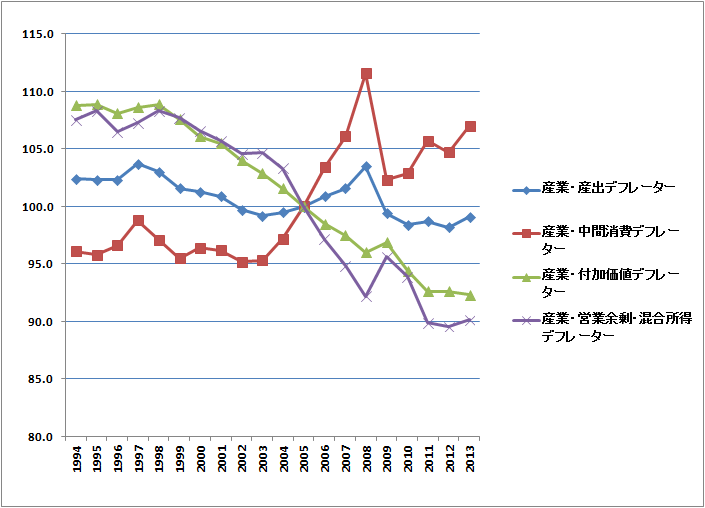 115.0
110.0
105.0
100.0
95.0
90.0
85.0
80.0
1994 1995 1996 1997 1998 1999 2000 2001 2002 2003 2004 2005 2006 2007 2008 2009 2010 2011 2012 2013
産業・産出デフレーター
産業・中間消費デフレー
ター
産業・付加価値デフレー
ター
産業・営業余剰・混合所得
デフレーター